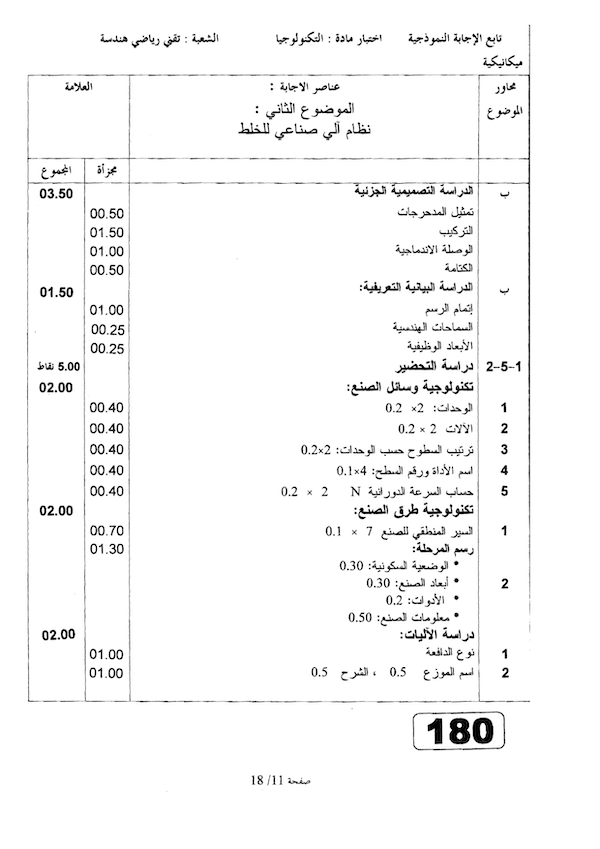 تابع الإجابة النموذجية اختبار مادة : التكنولوجيا الشعبة : تقني رياضي هندسة
ميكانيكية
محاور الموضوع عناصر الاجابة : العلامة
الموضوع الثاني :
نظام آلي صناعي للخلط
مجزأة المجموع
ب الدراسة التصميمية الجزئية 03.50
تمثيل المدحرجات 00.50
التركيب 01.50
الوصلة الاندماجية 01.00
الكتامة 00.50
ب الدراسة البيانية التعريفية: 01.50
إتمام الرسم 01.00
السماحات الهندسية 00.25
الأبعاد الوظيفية 00.25
2-5-1 دراسة التحضير 5.00 نقاط
تكنولوجية وسائل الصنع: 02.00
1 الوحدات: 2× 0.2 00.40
2 الآلات 2 × 0.2 00.40
3 ترتيب السطوح حسب الوحدات: 2×0.2 00.40
4 اسم الأداة ورقم السطح: 4×0.1 00.40
5 حساب السرعة الدورانية N 2 × 0.2 00.40
تكنولوجية طرق الصنع: 02.00
1 السير المنطقي للصنع 7 × 0.1 00.70
رسم المرحلة: 01.30
• الوضعية السكونية: 0.30
• أبعاد الصنع: 0.30
2 • الأدوات: 0.2
• معلومات الصنع: 0.50
دراسة الآليات: 02.00
1 نوع الدافعة 01.00
2 اسم الموزع 0.5 ، الشرح 0.5 01.00
180
صفحة 11/ 18